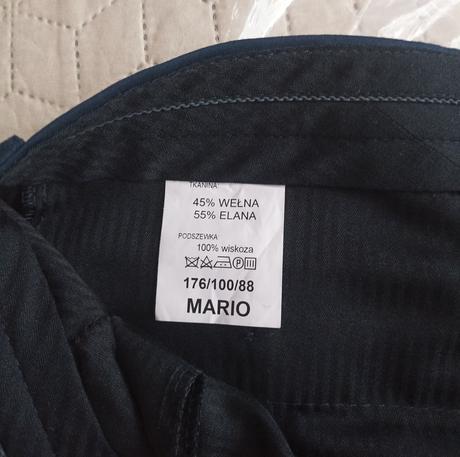 TKANINA:
45% WEŁNA
55% ELANA
PODSZEWKA:
100% wiskoza
176/100/88
MARIO